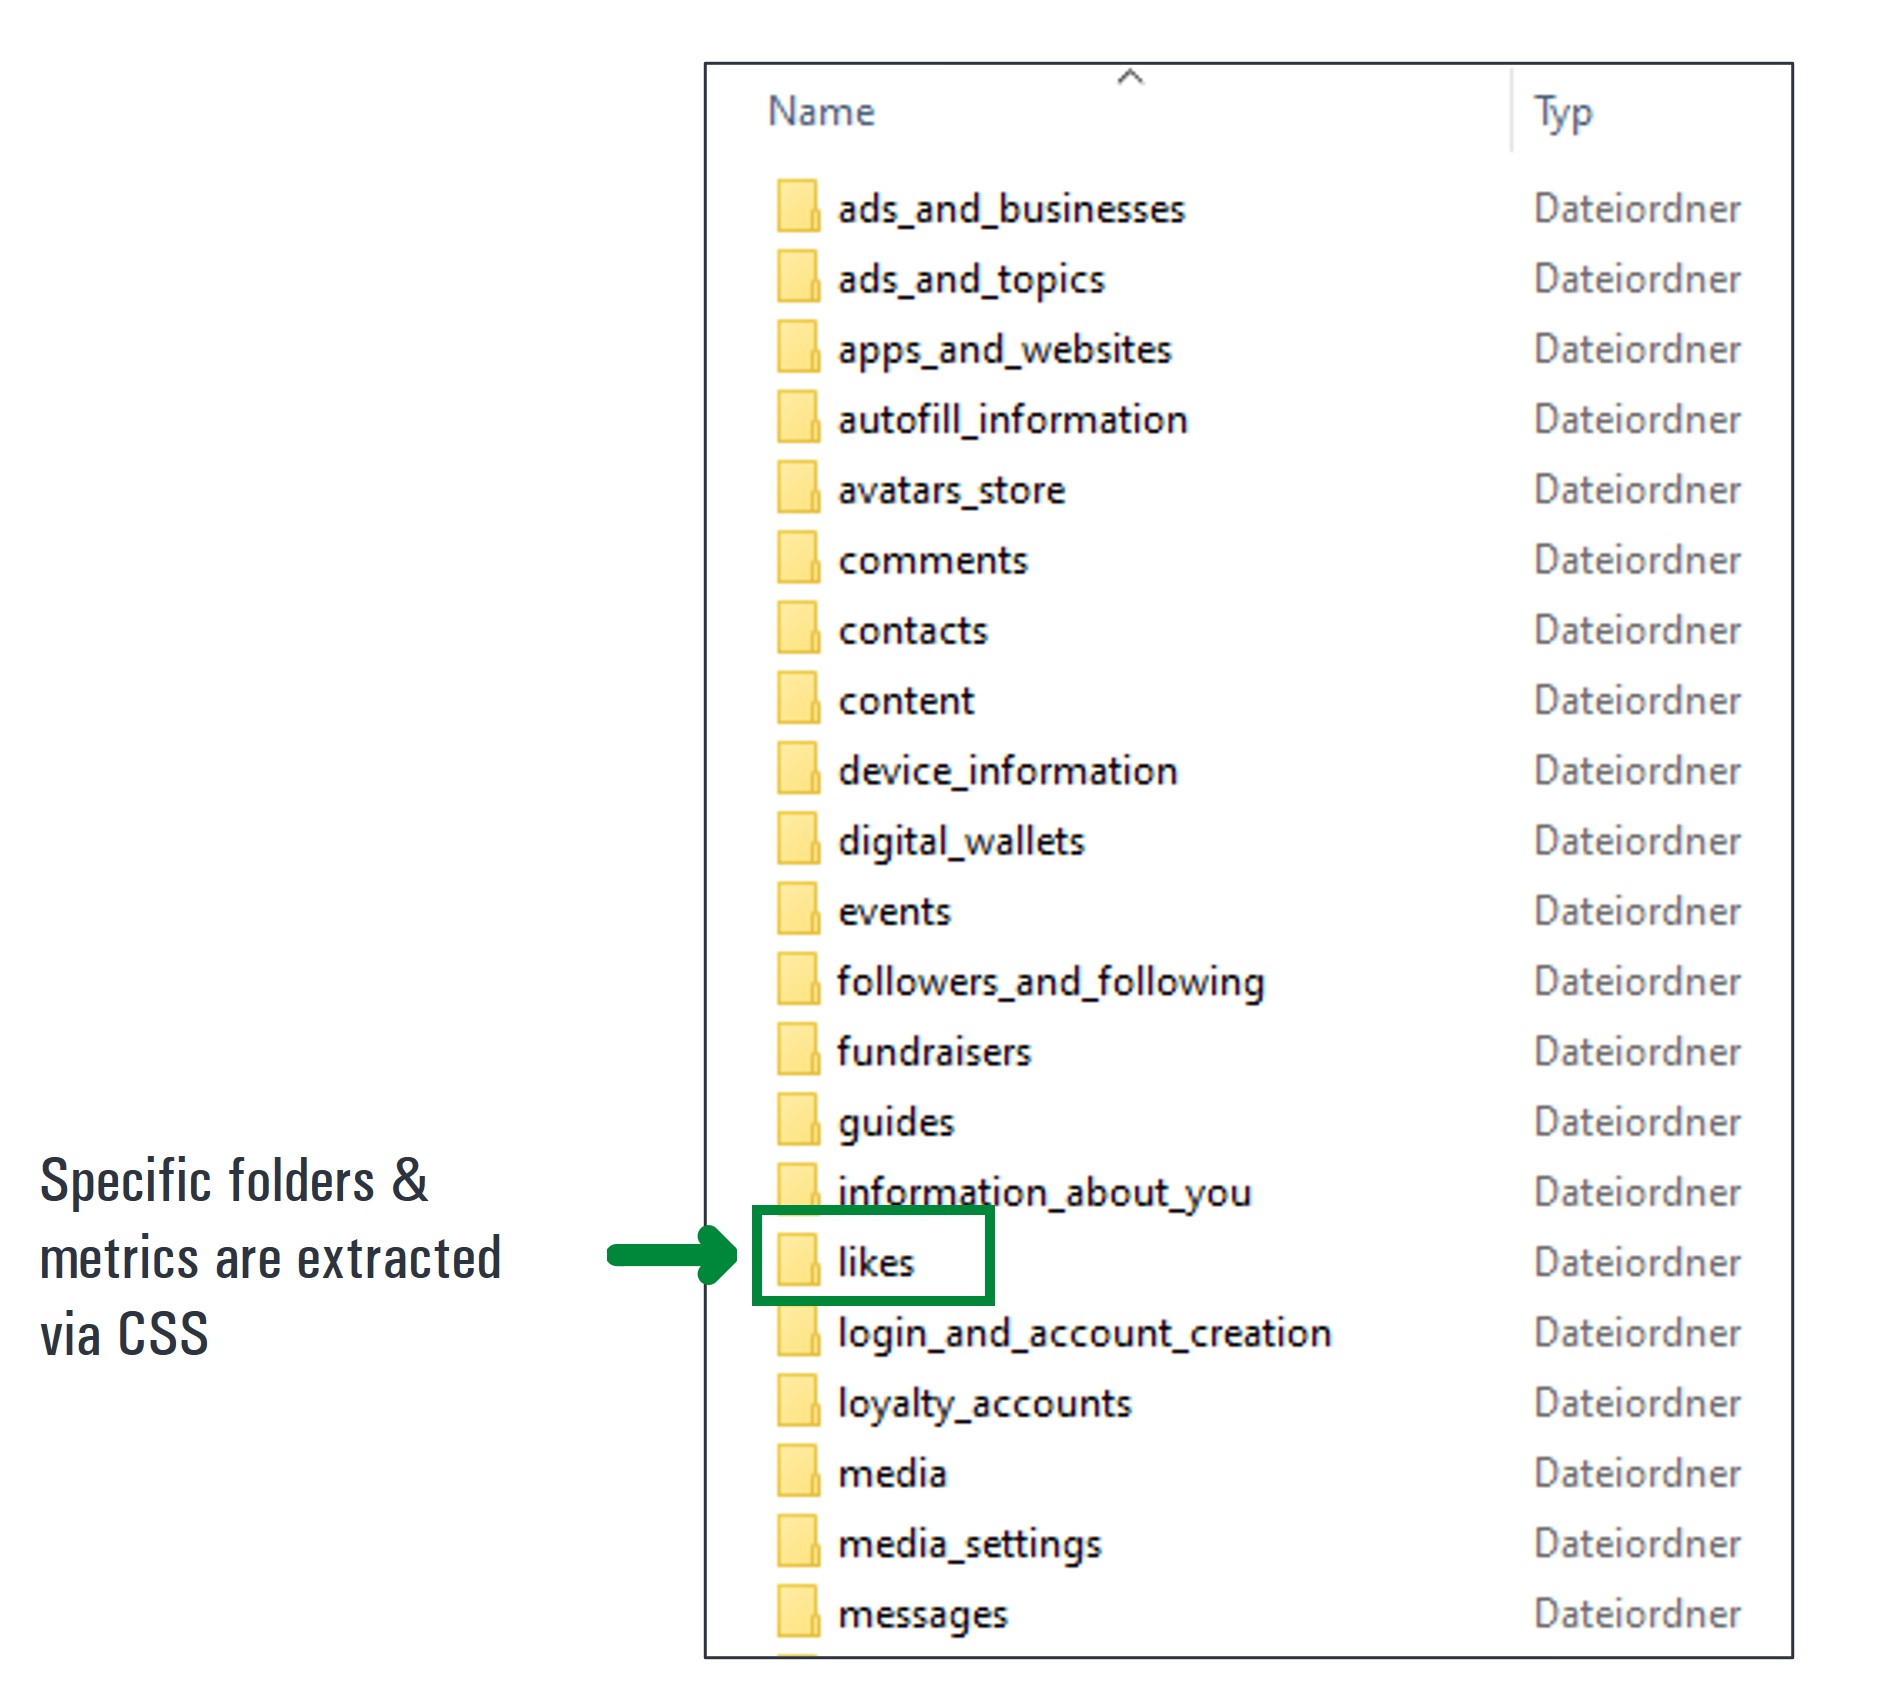 Name Typ
ads_and_businesses Dateiordner
ads_and_topics Dateiordner
apps_and_websites Dateiordner
autofill_information Dateiordner
avatars_store Dateiordner
comments Dateiordner
contacts Dateiordner
content Dateiordner
device_information Dateiordner
digital_wallets Dateiordner
events Dateiordner
followers_and_following Dateiordner
fundraisers Dateiordner
guides Dateiordner
information_about_you Dateiordner
likes Dateiordner
login_and_account_creation Dateiordner
loyalty_accounts Dateiordner
media Dateiordner
media_settings Dateiordner
messages Dateiordner
Specific folders &
metrics are extracted
via CSS